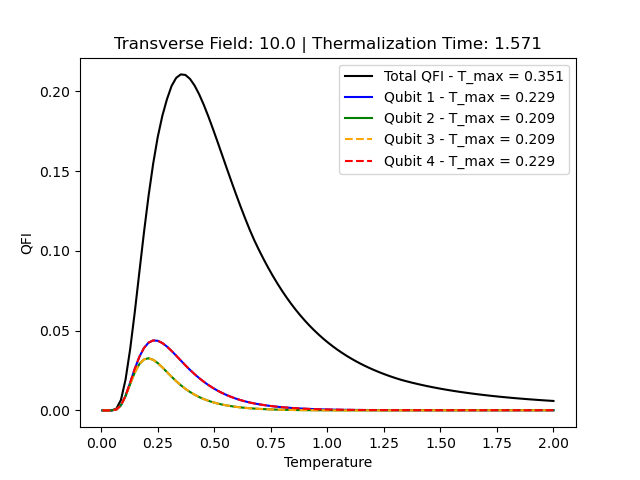 Transverse Field: 10.0 | Thermalization Time: 1.571
Total QFI - T_max = 0.351
Qubit 1 - T_max = 0.229
Qubit 2 - T_max = 0.209
Qubit 3 - T_max = 0.209
Qubit 4 - T_max = 0.229
QFI
0.20
0.15
0.10
0.05
0.00
0.00 0.25 0.50 0.75 1.00 1.25 1.50 1.75 2.00
Temperature